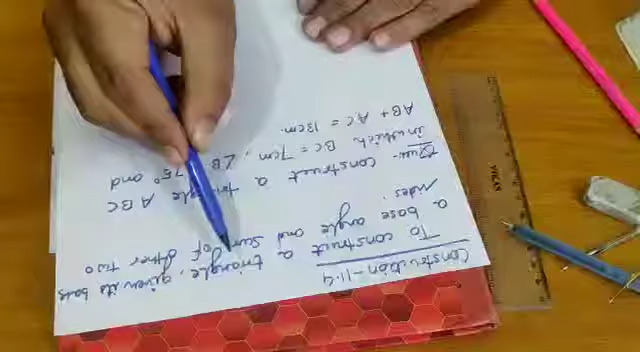 Construction-11.4
To construct a triangle, given its base
a base angle and sum of other two
sides.
Que:- Construct a triangle ABC
in which BC = 7cm, ∠B 75° and
AB + AC = 13cm.